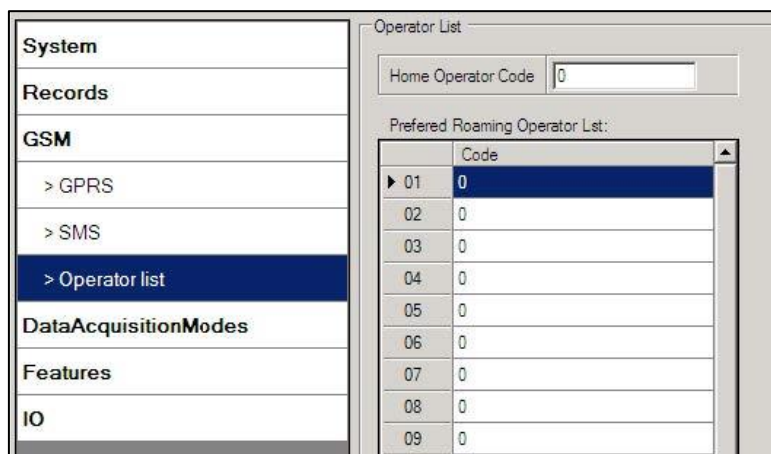 System
Records
GSM
> GPRS
> SMS
> Operator list
DataAcquisitionModes
Features
IO
Operator List
Home Operator Code 0
Prefered Roaming Operator Lst:
Code
01 0
02 0
03 0
04 0
05 0
06 0
07 0
08 0
09 0